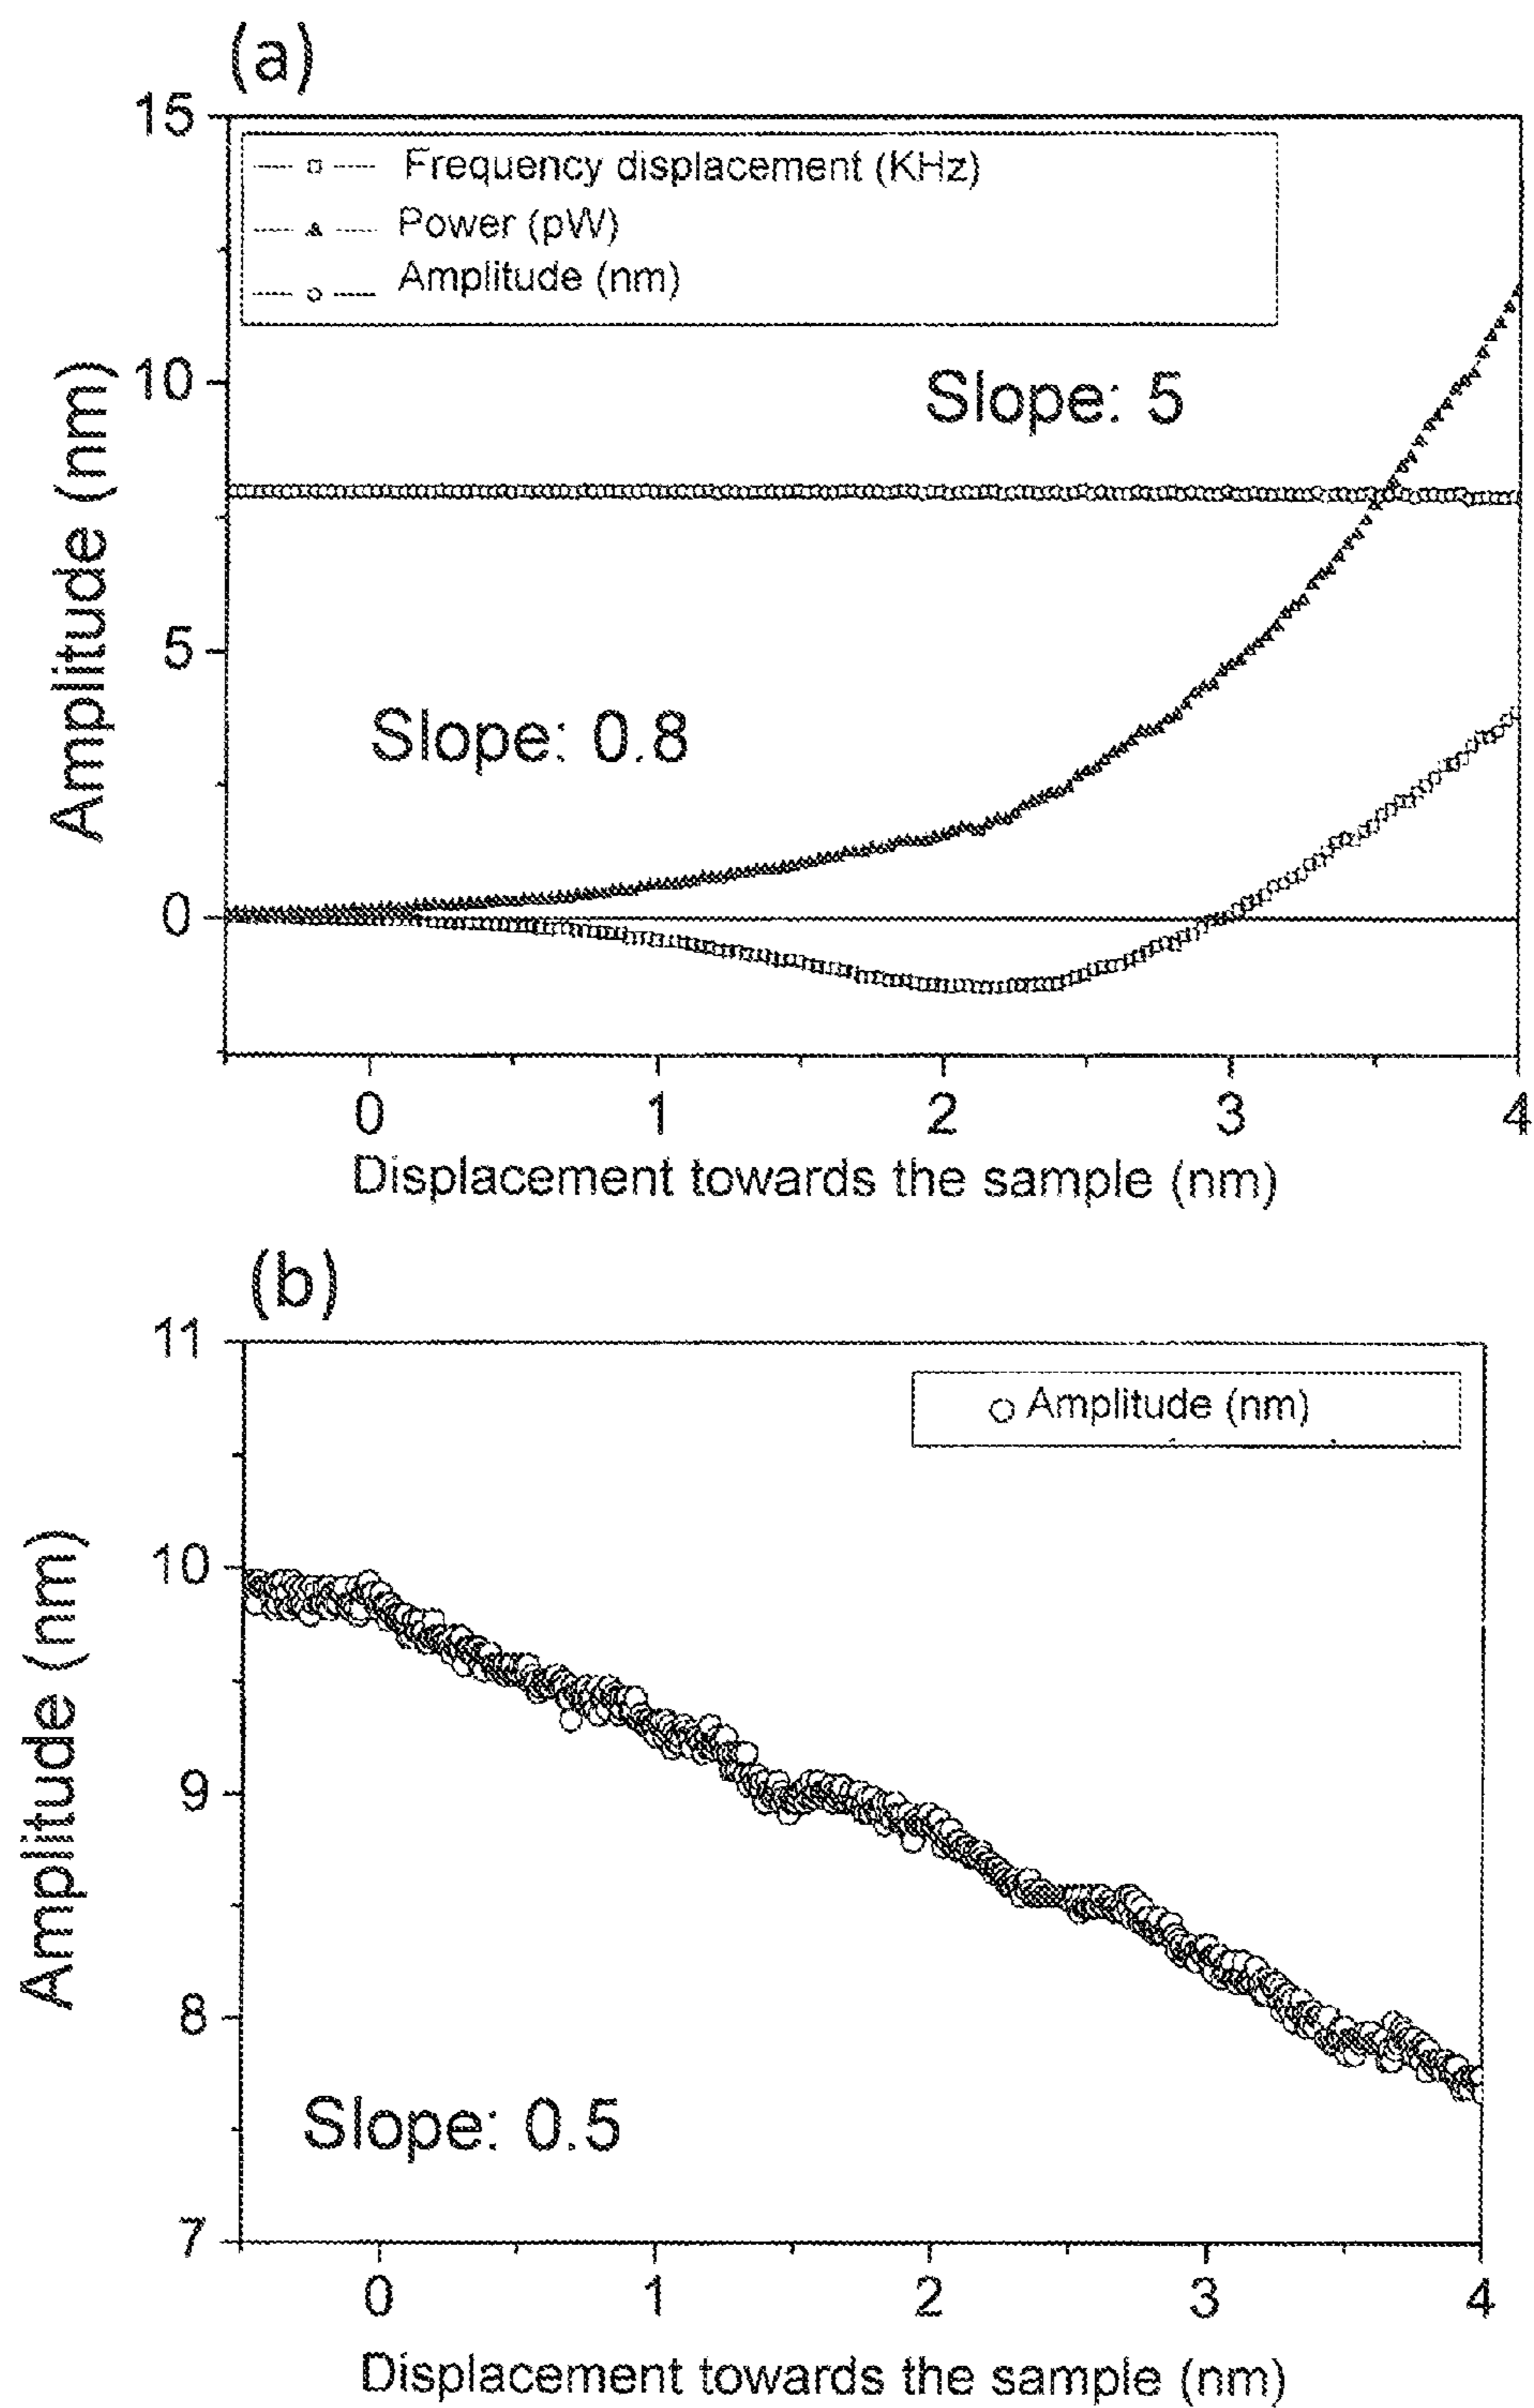 (a)
15
Frequency displacement (KHz)
Power (pW)
Amplitude (nm)
10
Slope: 5
Amplitude (nm)
5
Slope: 0.8
0
0 1 2 3 4
Displacement towards the sample (nm)
(b)
11
Amplitude (nm)
10
Amplitude (nm)
9
8
Slope: 0.5
7
0 1 2 3 4
Displacement towards the sample (nm)